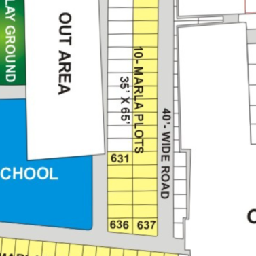 LAY GROUND
OUT AREA
10- MARLA PLOTS
35' X 65'
40'- WIDE ROAD
631
CHOOL
636 637